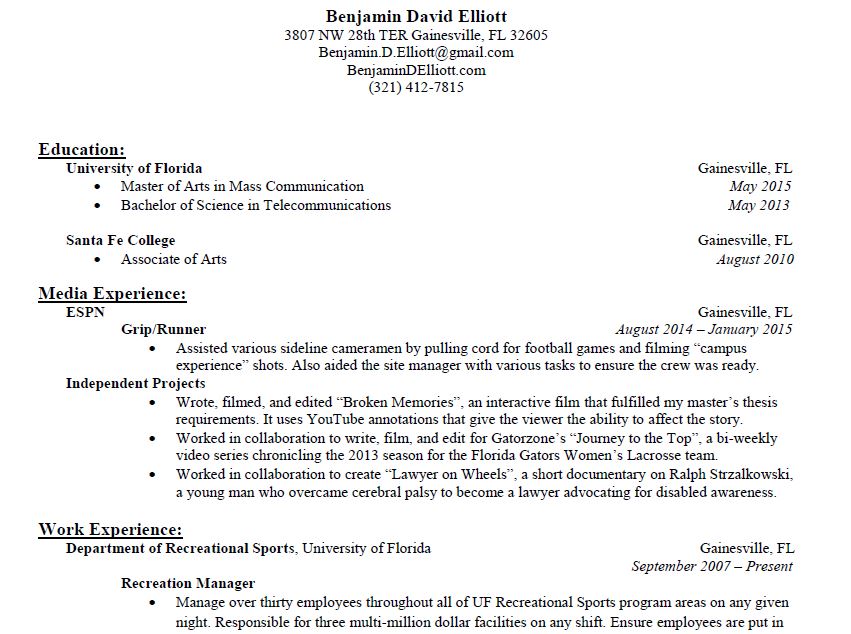 Benjamin David Elliott
3807 NW 28th TER Gainesville, FL 32605
Benjamin.D.Elliott@gmail.com
BenjaminDElliott.com
(321) 412-7815
Education:
University of Florida Gainesville, FL
• Master of Arts in Mass Communication May 2015
• Bachelor of Science in Telecommunications May 2013
Santa Fe College Gainesville, FL
• Associate of Arts August 2010
Media Experience:
ESPN Gainesville, FL
Grip/Runner August 2014 – January 2015
• Assisted various sideline cameramen by pulling cord for football games and filming “campus
experience” shots. Also aided the site manager with various tasks to ensure the crew was ready.
Independent Projects
• Wrote, filmed, and edited “Broken Memories”, an interactive film that fulfilled my master’s thesis
requirements. It uses YouTube annotations that give the viewer the ability to affect the story.
• Worked in collaboration to write, film, and edit for Gatorzone’s “Journey to the Top”, a bi-weekly
video series chronicling the 2013 season for the Florida Gators Women’s Lacrosse team.
• Worked in collaboration to create “Lawyer on Wheels”, a short documentary on Ralph Strzalkowski,
a young man who overcame cerebral palsy to become a lawyer advocating for disabled awareness.
Work Experience:
Department of Recreational Sports, University of Florida Gainesville, FL
September 2007 – Present
Recreation Manager
• Manage over thirty employees throughout all of UF Recreational Sports program areas on any given
night. Responsible for three multi-million dollar facilities on any shift. Ensure employees are put in